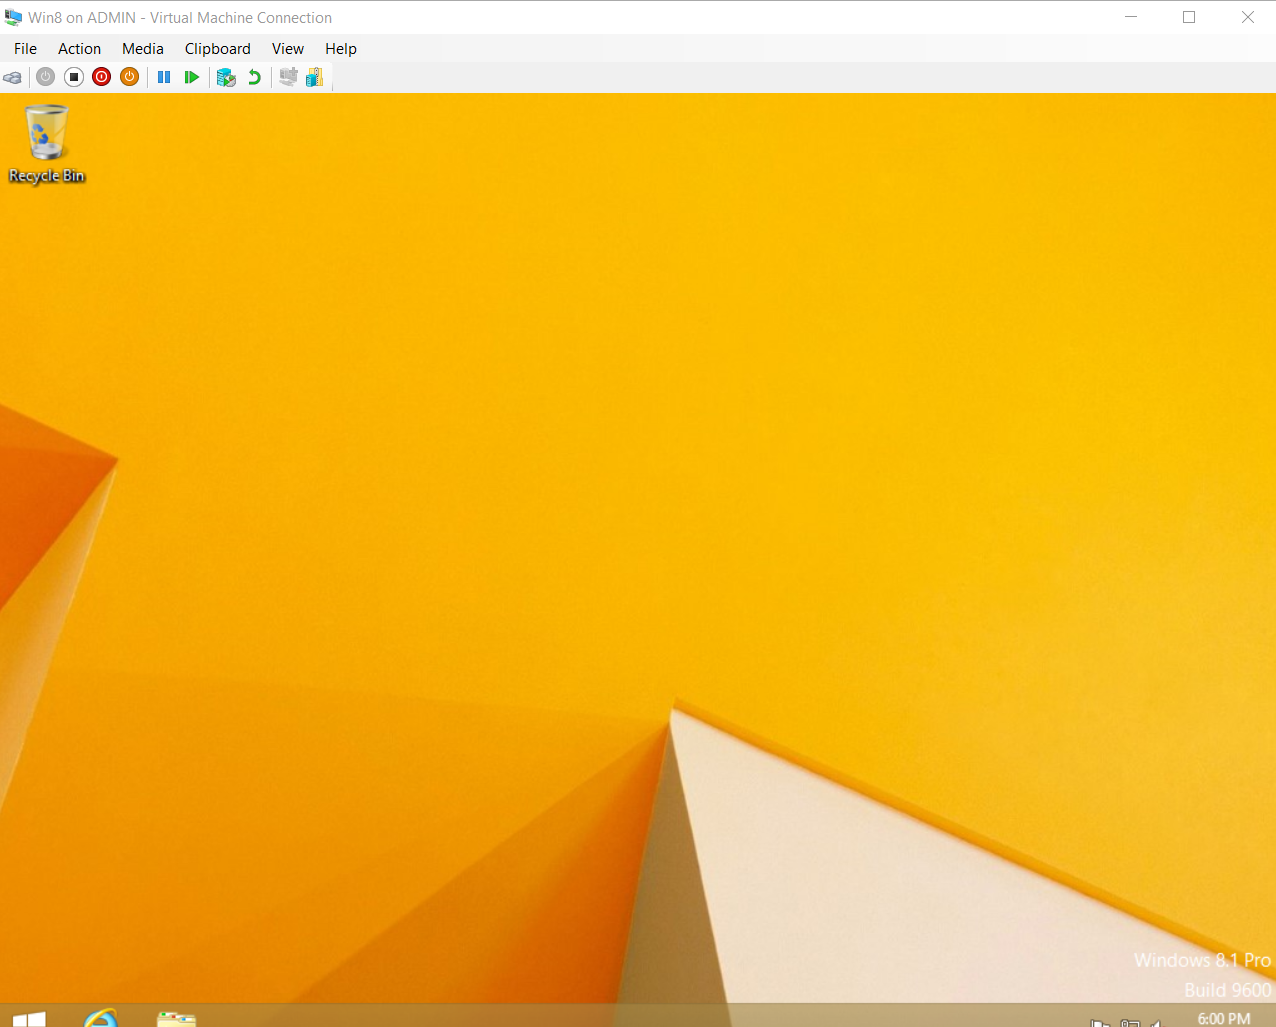 Win8 on ADMIN - Virtual Machine Connection
File Action Media Clipboard View Help
Recycle Bin
Windows 8.1 Pro
Build 9600
6:00 PM